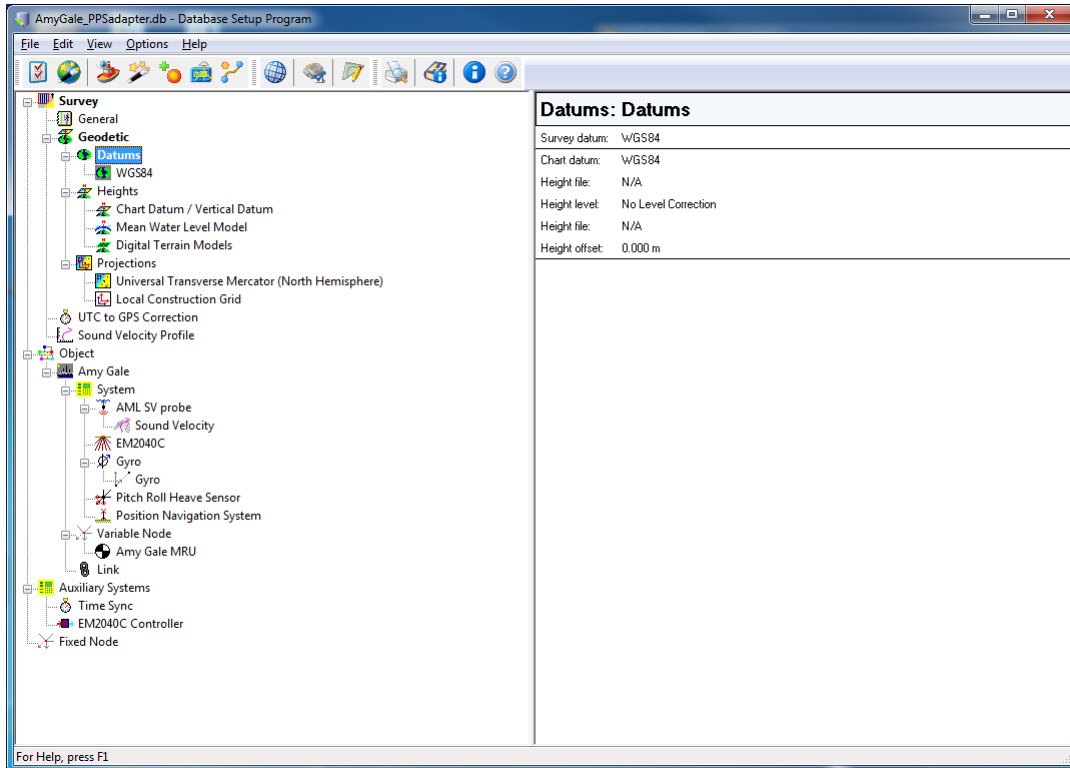 AmyGale_PPSadapter.db - Database Setup Program
File Edit View Options Help
Survey
General
Geodetic
Datums
WGS84
Heights
Chart Datum / Vertical Datum
Mean Water Level Model
Digital Terrain Models
Projections
Universal Transverse Mercator (North Hemisphere)
Local Construction Grid
UTC to GPS Correction
Sound Velocity Profile
Object
Amy Gale
System
AML SV probe
Sound Velocity
EM2040C
Gyro
Gyro
Pitch Roll Heave Sensor
Position Navigation System
Variable Node
Amy Gale MRU
Link
Auxiliary Systems
Time Sync
EM2040C Controller
Fixed Node
Datums: Datums
Survey datum: WGS84
Chart datum: WGS84
Height file: N/A
Height level: No Level Correction
Height file: N/A
Height offset: 0.000 m
For Help, press F1